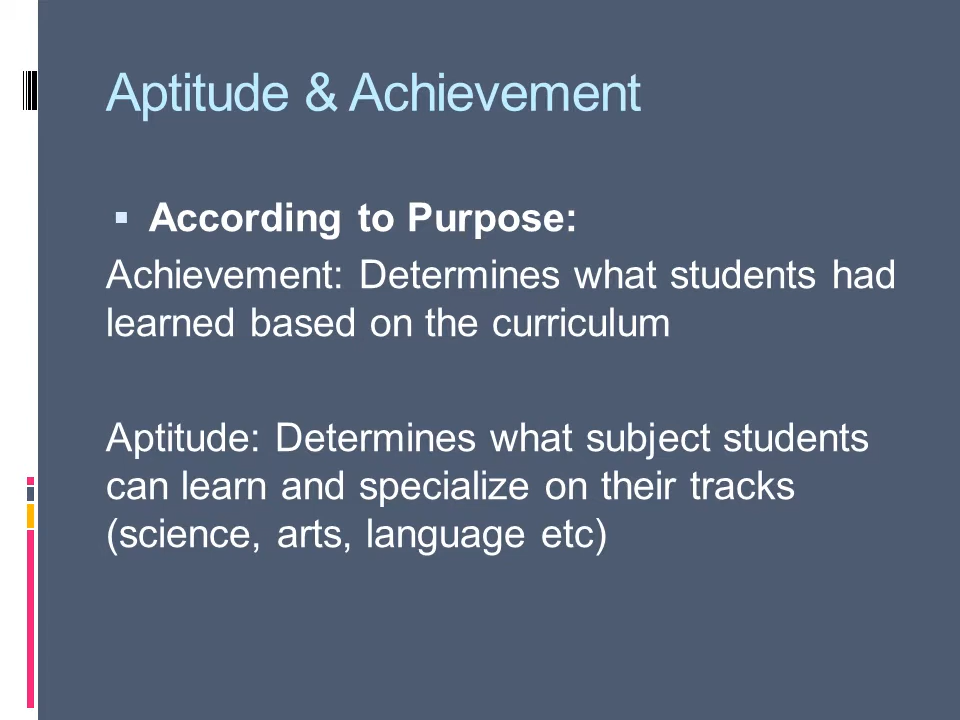 Aptitude & Achievement
▪ According to Purpose:
Achievement: Determines what students had
learned based on the curriculum
Aptitude: Determines what subject students
can learn and specialize on their tracks
(science, arts, language etc)